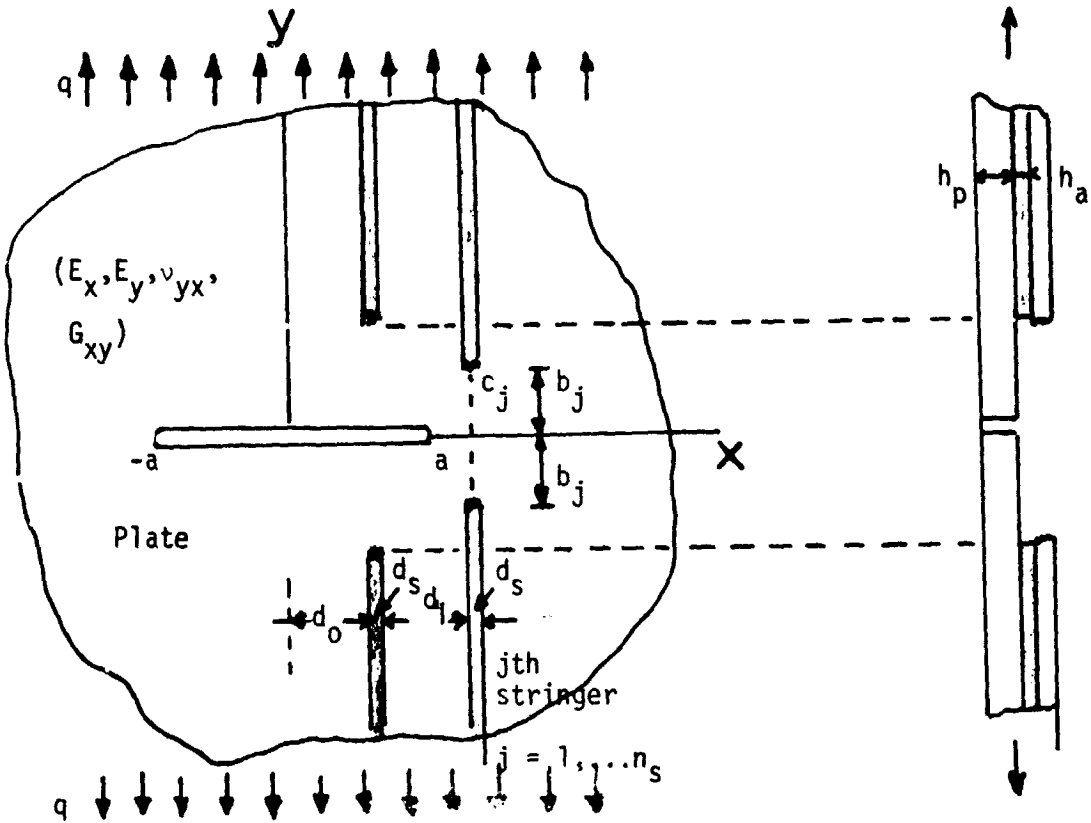 y
q
(E_x, E_y, ν_yx,
G_xy)
h_p
h_a
c_j
b_j
-a
a
X
b_j
Plate
d_s
d_s
d_o
d_1
jth
stringer
j = 1,...n_s
q